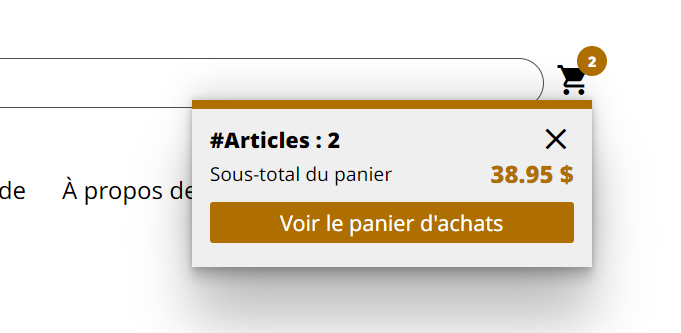 2
#Articles : 2
Sous-total du panier 38.95 $
de À propos de
Voir le panier d'achats